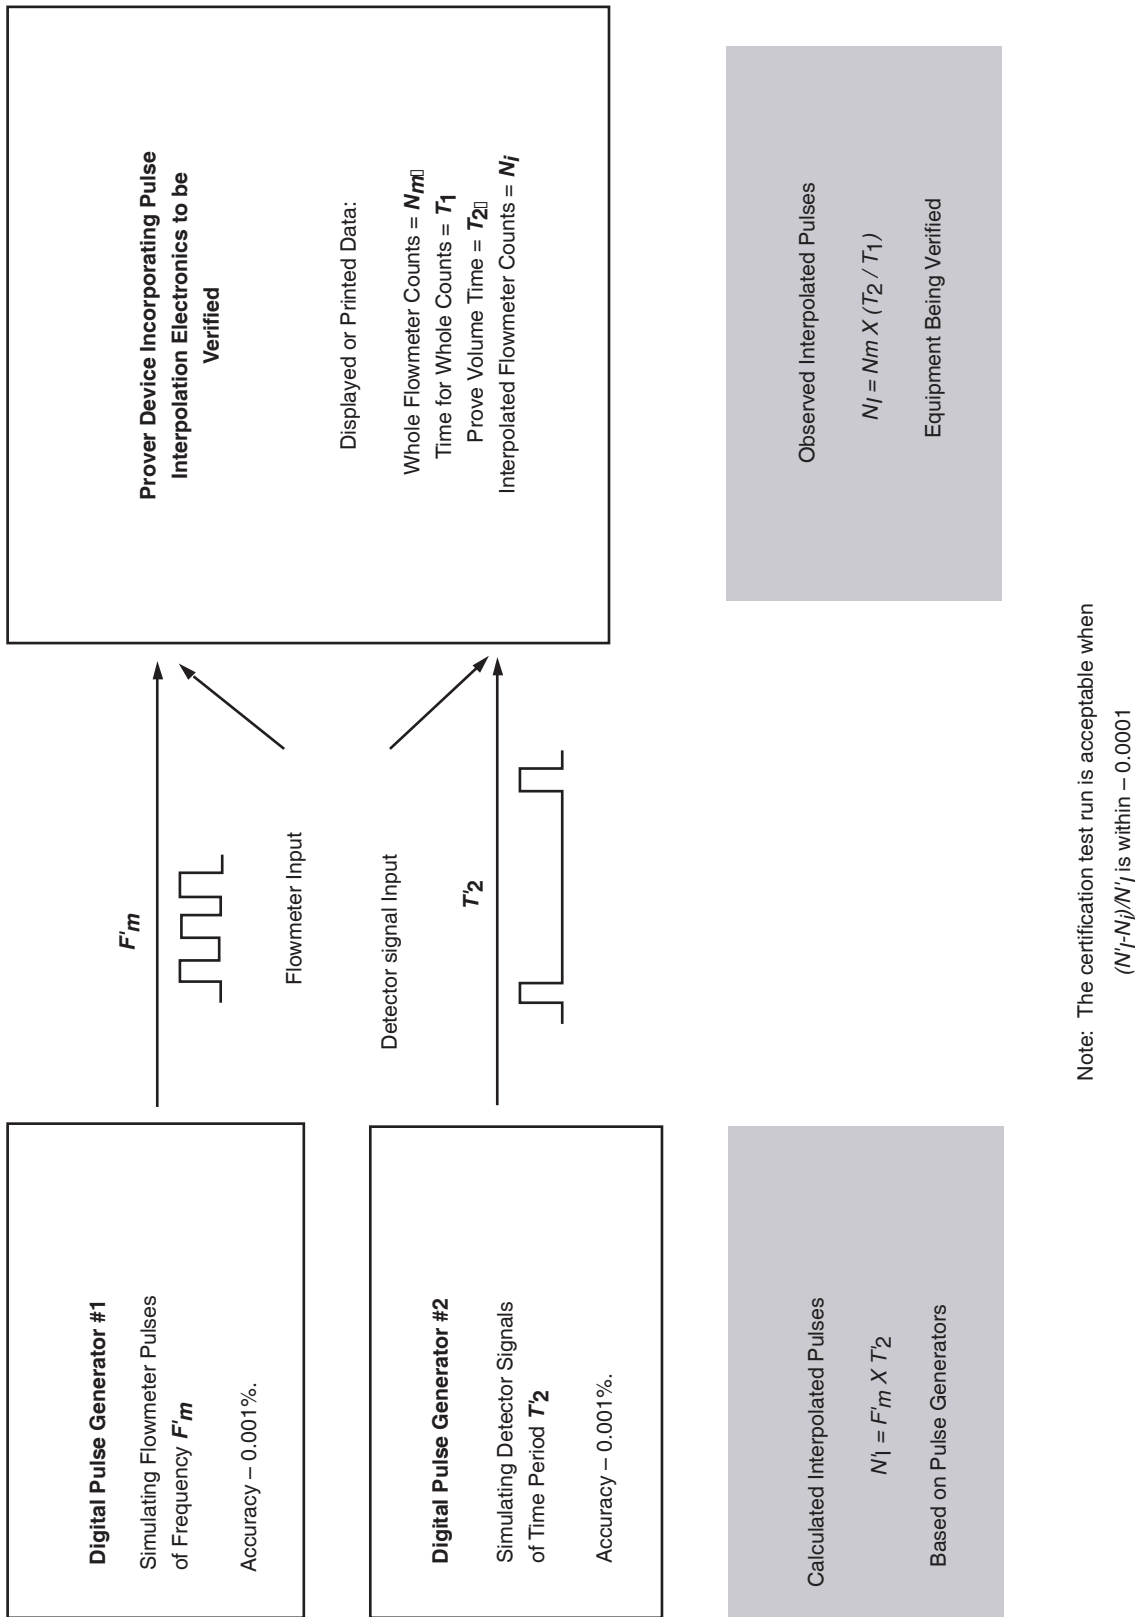 Digital Pulse Generator #1
Simulating Flowmeter Pulses
of Frequency F'm
Accuracy – 0.001%.
F'm
Flowmeter Input
Prover Device Incorporating Pulse
Interpolation Electronics to be
Verified
Displayed or Printed Data:
Whole Flowmeter Counts = Nm▯
Time for Whole Counts = T1
Prove Volume Time = T2▯
Interpolated Flowmeter Counts = Ni
Digital Pulse Generator #2
Simulating Detector Signals
of Time Period T'2
Accuracy – 0.001%.
Detector signal Input
T'2
Calculated Interpolated Pulses
N'I = F'm X T'2
Based on Pulse Generators
Observed Interpolated Pulses
NI = Nm X (T2 / T1)
Equipment Being Verified
Note: The certification test run is acceptable when
(N'I-Ni)/N'I is within – 0.0001